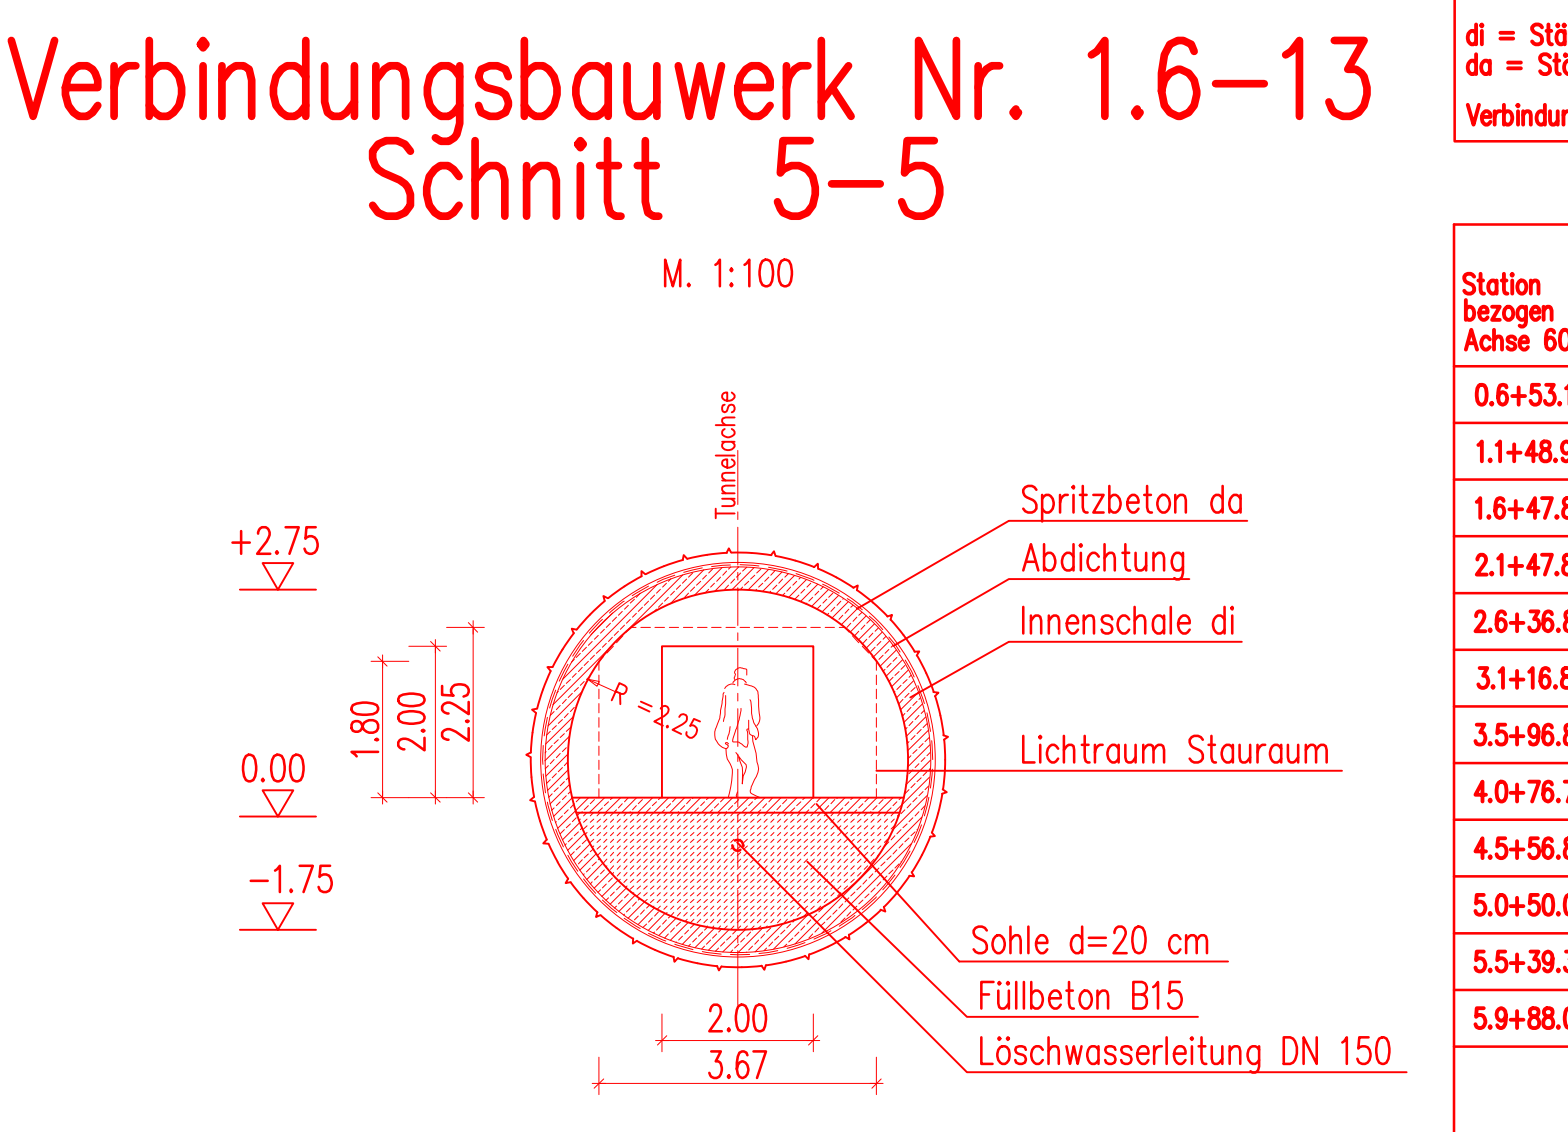 Verbindungsbauwerk Nr. 1.6-13
Schnitt 5-5
M. 1:100
Tunnelachse
+2.75
0.00
-1.75
1.80
2.00
2.25
R =2.25
Spritzbeton da
Abdichtung
Innenschale di
Lichtraum Stauraum
Sohle d=20 cm
Füllbeton B15
Löschwasserleitung DN 150
2.00
3.67
di =
da =
Station
bezogen
Achse 60
0.6+53.1
1.1+48.9
1.6+47.8
2.1+47.8
2.6+36.8
3.1+16.8
3.5+96.8
4.0+76.7
4.5+56.8
5.0+50.0
5.5+39.3
5.9+88.0